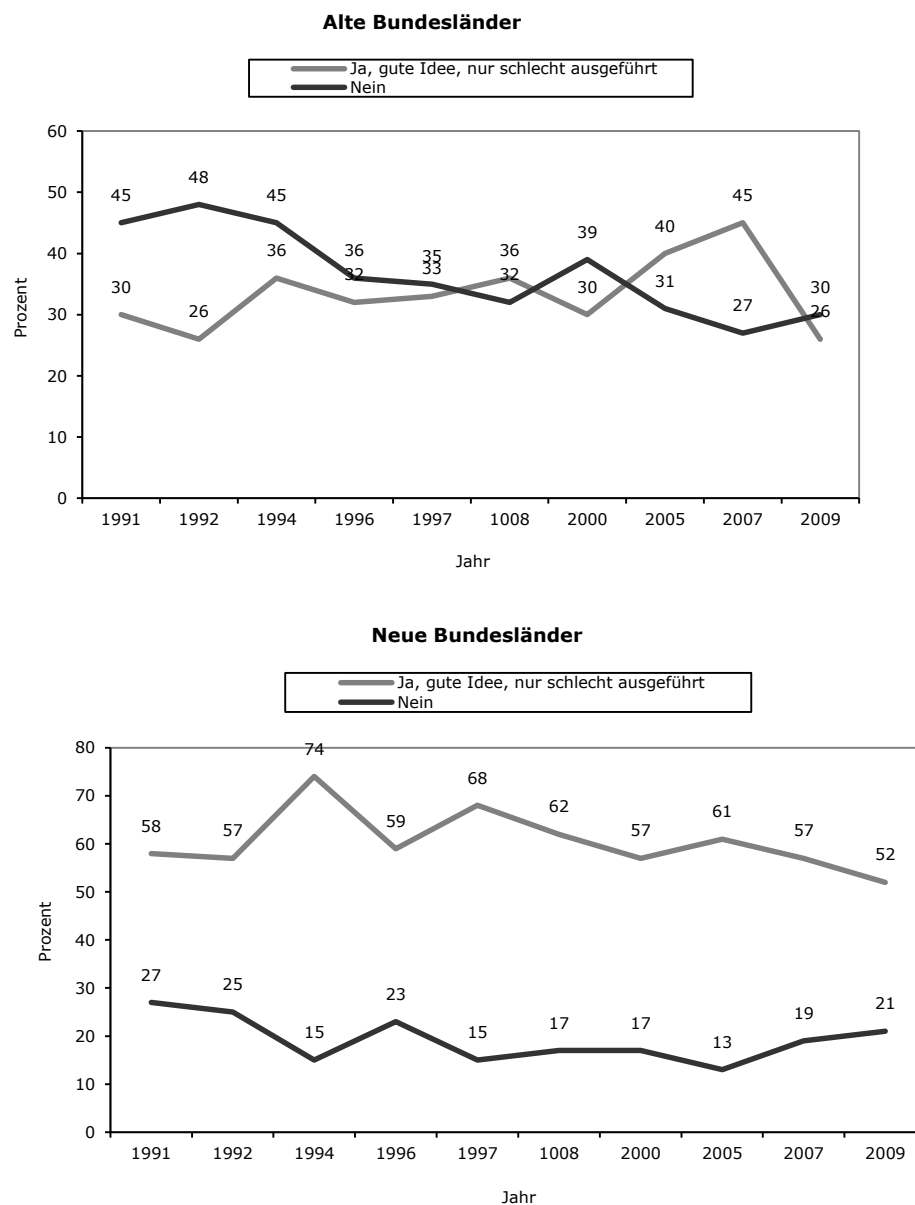 Alte Bundesländer
Ja, gute Idee, nur schlecht ausgeführt
Nein
60
50
40
30
20
10
0
Prozent
45 48 45 36 35 36 39 40 45 30
30 26 36 32 33 32 30 31 27 26
1991 1992 1994 1996 1997 1008 2000 2005 2007 2009
Jahr
Neue Bundesländer
Ja, gute Idee, nur schlecht ausgeführt
Nein
80
70
60
50
40
30
20
10
0
Prozent
58 57 74 59 68 62 57 61 57 52
27 25 15 23 15 17 17 13 19 21
1991 1992 1994 1996 1997 1008 2000 2005 2007 2009
Jahr